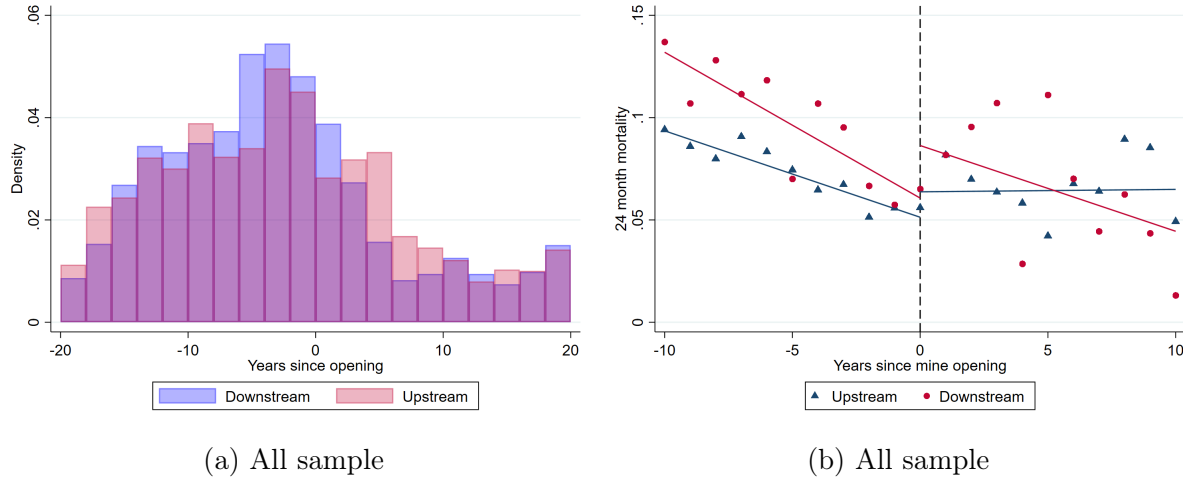 .06
.04
.02
0
Density
-20
-10
0
10
20
Years since opening
Downstream
Upstream
(a) All sample
.15
.1
.05
0
24 month mortality
-10
-5
0
5
10
Years since mine opening
Upstream
Downstream
(b) All sample